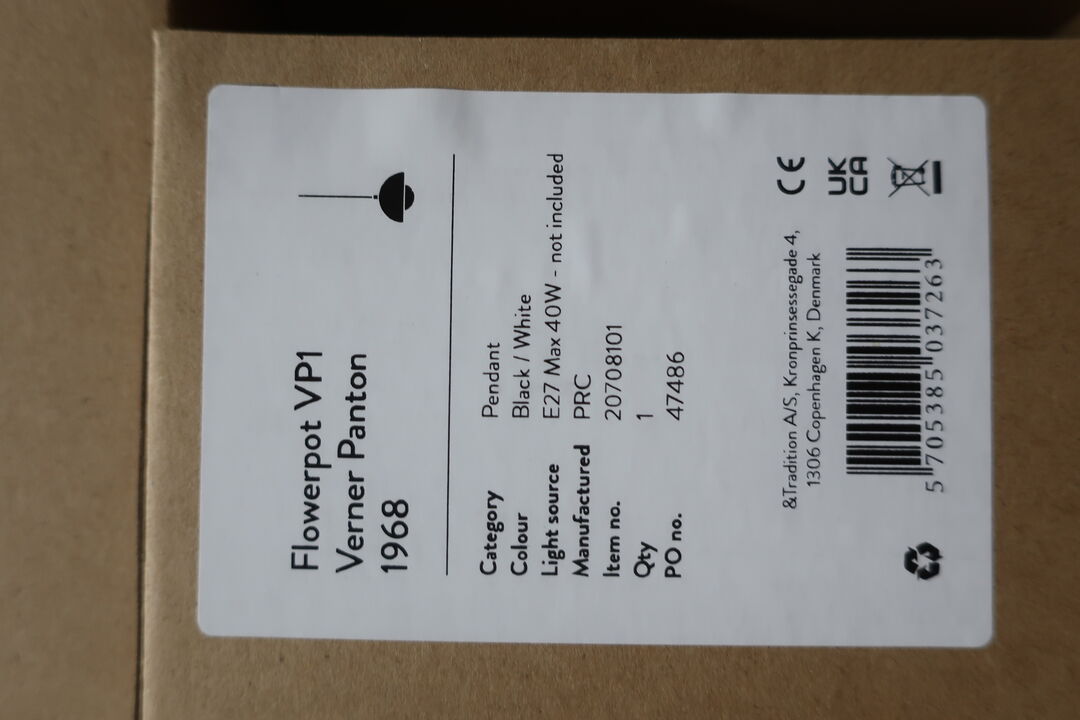 Flowerpot VP1
Verner Panton
1968
Category Pendant
Colour Black / White
Light source E27 Max 40W - not included
Manufactured PRC
Item no. 20708101
Qty 1
PO no. 47486
&Tradition A/S, Kronprinsessegade 4,
1306 Copenhagen K, Denmark
CE
UK
CA
5 705385 037263